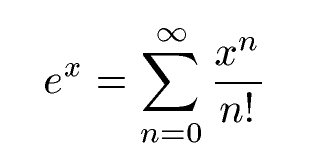 $e^x = \sum_{n=0}^{\infty} \frac{x^n}{n!}$